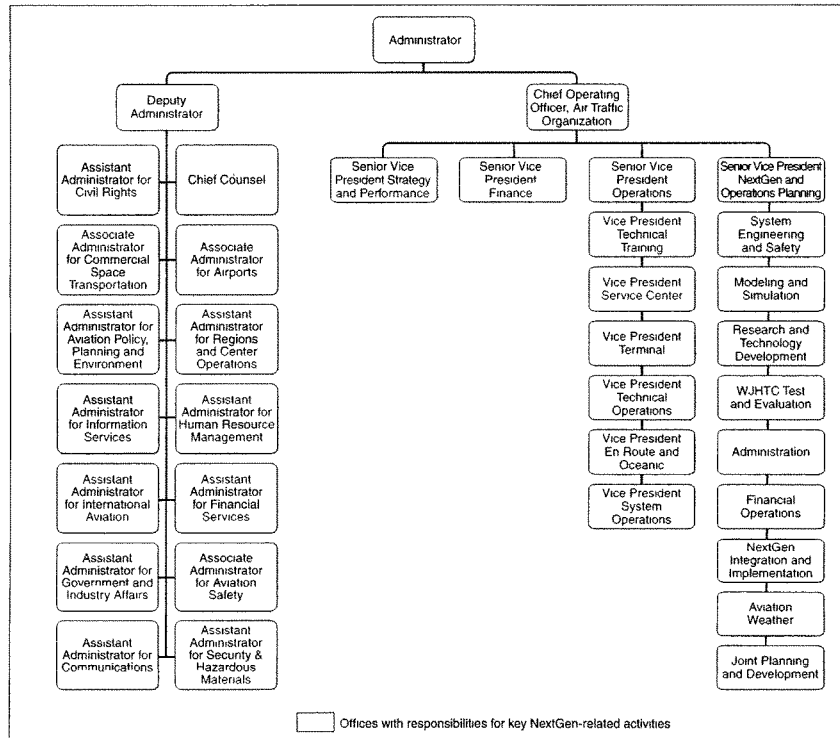 Administrator
Deputy
Administrator
Chief Operating
Officer, Air Traffic
Organization
Assistant
Administrator for
Civil Rights
Chief Counsel
Associate
Administrator
for Commercial
Space
Transportation
Associate
Administrator
for Airports
Assistant
Administrator for
Aviation Policy,
Planning and
Environment
Assistant
Administrator
for Regions
and Center
Operations
Assistant
Administrator
for Information
Services
Assistant
Administrator for
Human Resource
Management
Assistant
Administrator
for International
Aviation
Assistant
Administrator
for Financial
Services
Assistant
Administrator for
Government and
Industry Affairs
Associate
Administrator
for Aviation
Safety
Assistant
Administrator for
Communications
Assistant
Administrator
for Security &
Hazardous
Materials
Senior Vice
President Strategy
and Performance
Senior Vice
President
Finance
Senior Vice
President
Operations
Vice President
Technical
Training
Vice President
Service Center
Vice President
Terminal
Vice President
Technical
Operations
Vice President
En Route and
Oceanic
Vice President
System
Operations
Senior Vice President
NextGen and
Operations Planning
System
Engineering
and Safety
Modeling and
Simulation
Research and
Technology
Development
WJHTC Test
and Evaluation
Administration
Financial
Operations
NextGen
Integration and
Implementation
Aviation
Weather
Joint Planning
and Development
Offices with responsibilities for key NextGen-related activities